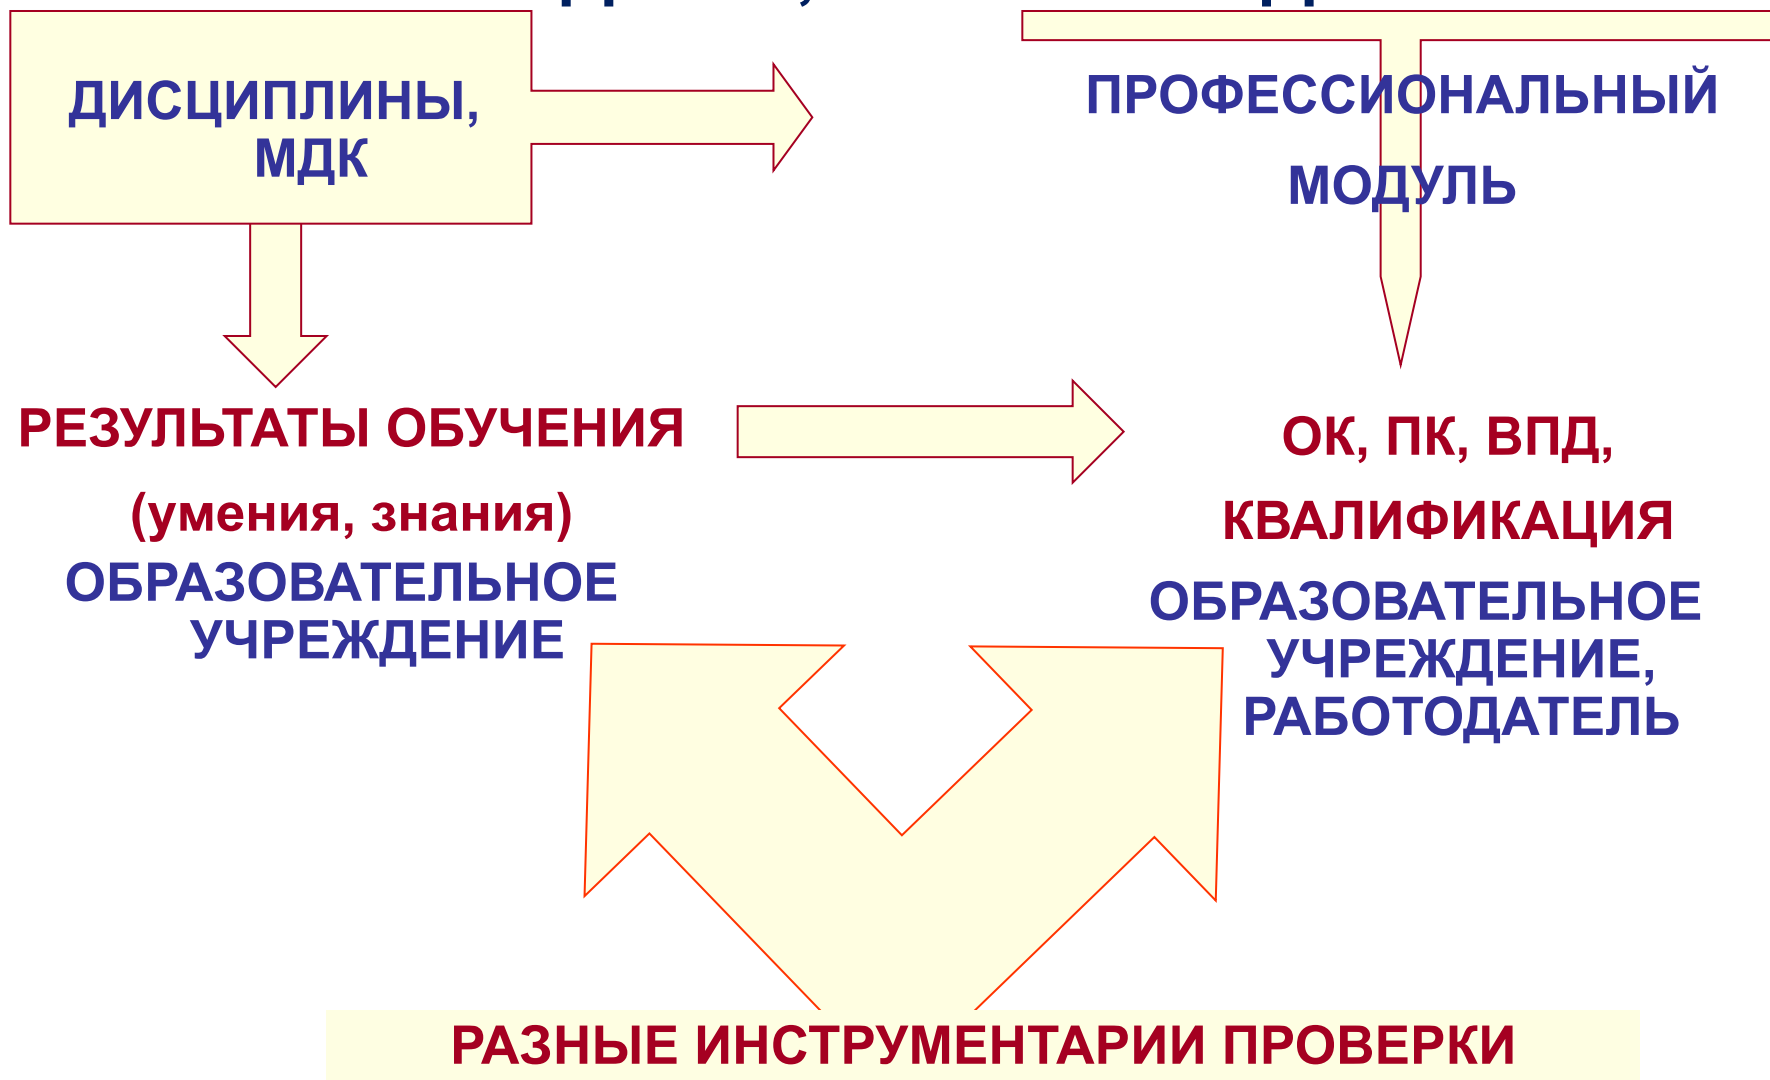 ДИСЦИПЛИНЫ,
МДК
ПРОФЕССИОНАЛЬНЫЙ
МОДУЛЬ
РЕЗУЛЬТАТЫ ОБУЧЕНИЯ
(умения, знания)
ОБРАЗОВАТЕЛЬНОЕ
УЧРЕЖДЕНИЕ
ОК, ПК, ВПД,
КВАЛИФИКАЦИЯ
ОБРАЗОВАТЕЛЬНОЕ
УЧРЕЖДЕНИЕ,
РАБОТОДАТЕЛЬ
РАЗНЫЕ ИНСТРУМЕНТАРИИ ПРОВЕРКИ